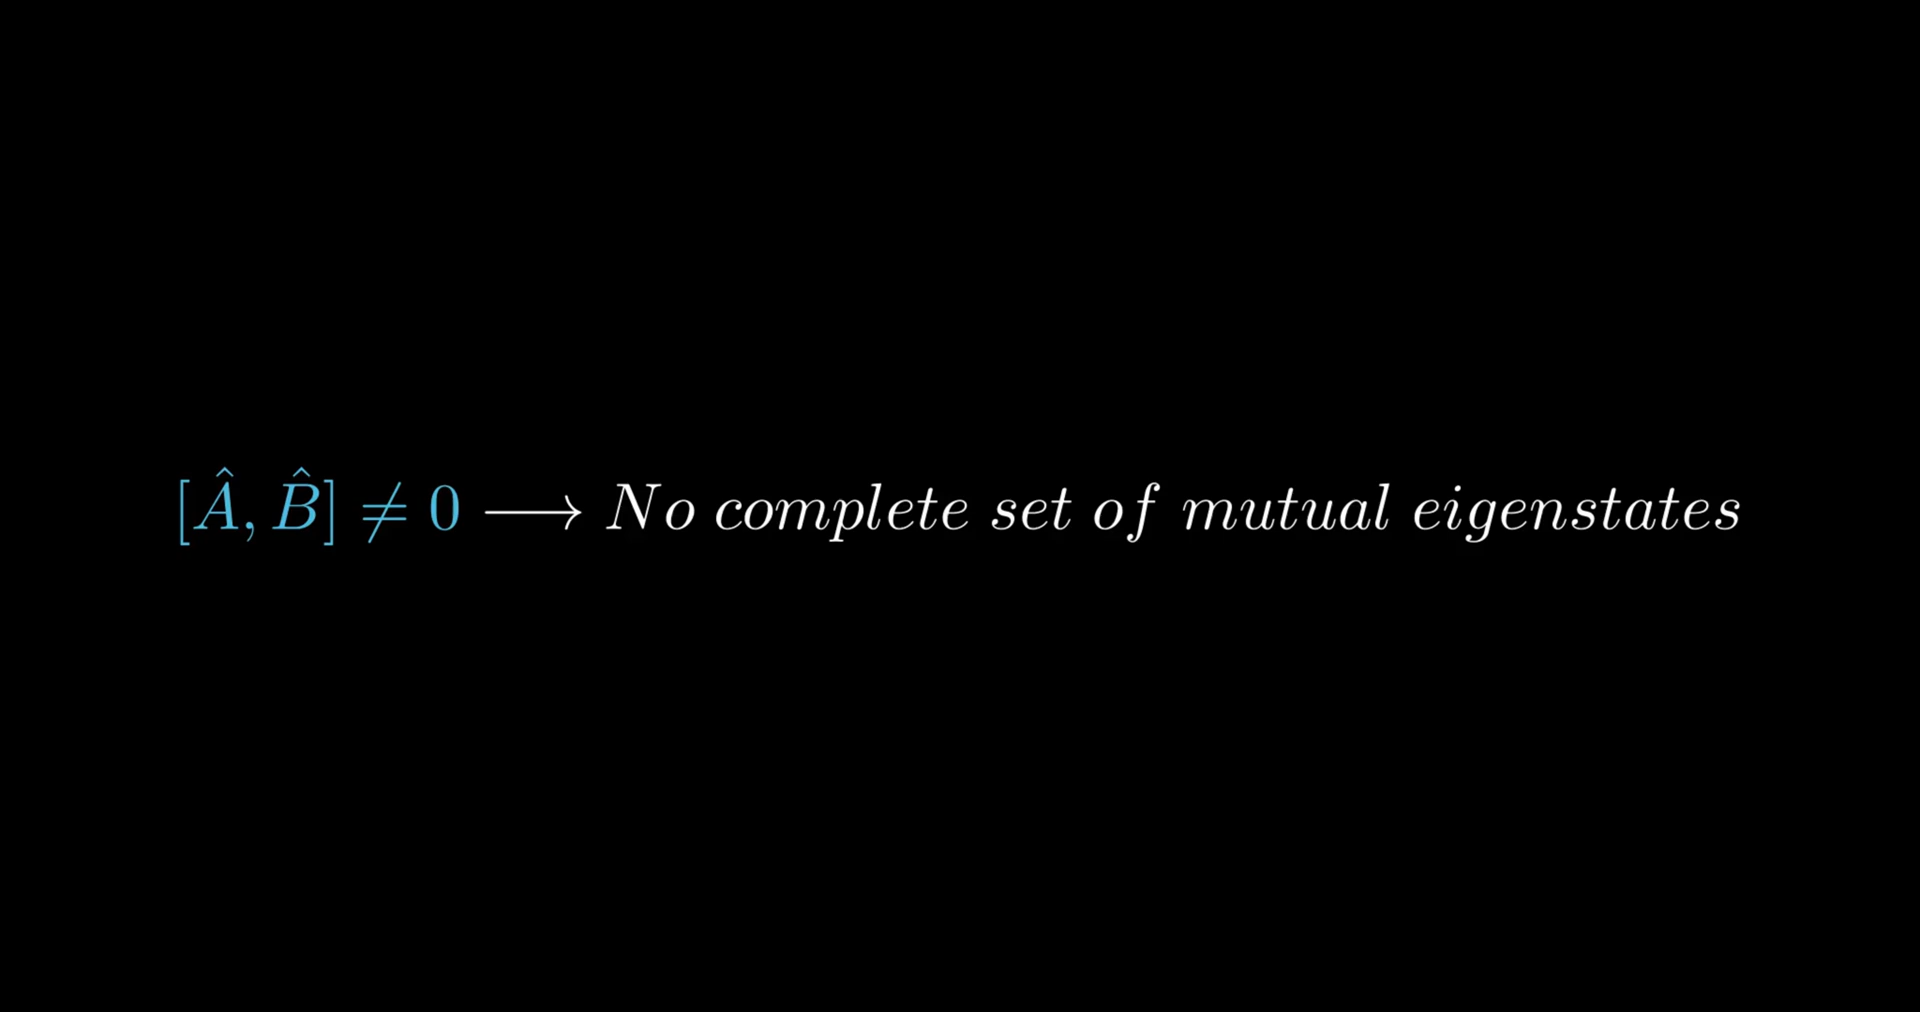 [Â, B̂] ≠ 0 ⟶ No complete set of mutual eigenstates